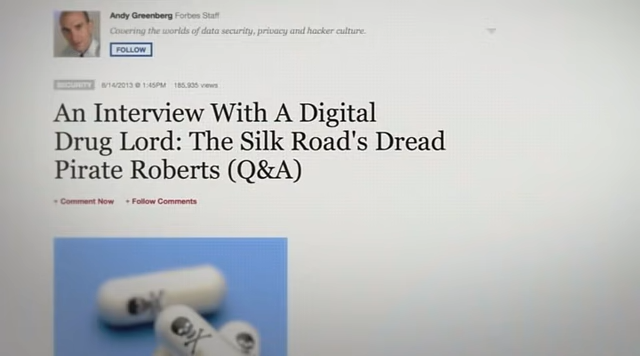 Andy Greenberg Forbes Staff
Covering the worlds of data security, privacy and hacker culture.
FOLLOW
SECURITY 8/14/2013 @ 1:45PM 185,935 views
An Interview With A Digital
Drug Lord: The Silk Road's Dread
Pirate Roberts (Q&A)
+ Comment Now + Follow Comments